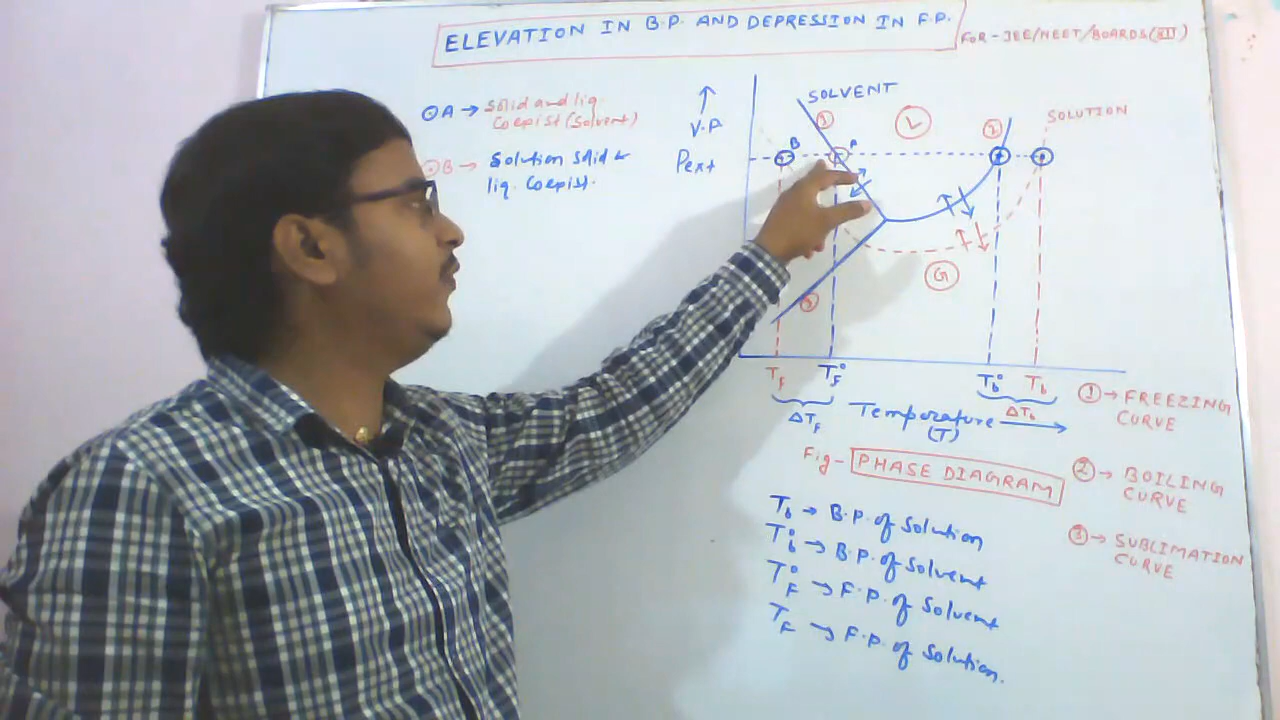 ELEVATION IN B.P. AND DEPRESSION IN F.P.
FOR-JEE/NEET/BOARDS(XII)
⊙A → Solid and liq.
Coexist (Solvent)
⊙B → Solution solid &
liq. Coexist.
↑
V.P
Pext
SOLVENT
SOLUTION
1
L
2
B
A
G
3
TF
TF°
Tb°
Tb
ΔTF
ΔTb
Temperature →
(T)
Fig- PHASE DIAGRAM
Tb → B.P. of Solution
Tb° → B.P. of Solvent
TF° → F.P. of Solvent
TF → F.P. of Solution.
① → FREEZING
CURVE
② → BOILING
CURVE
③ → SUBLIMATION
CURVE